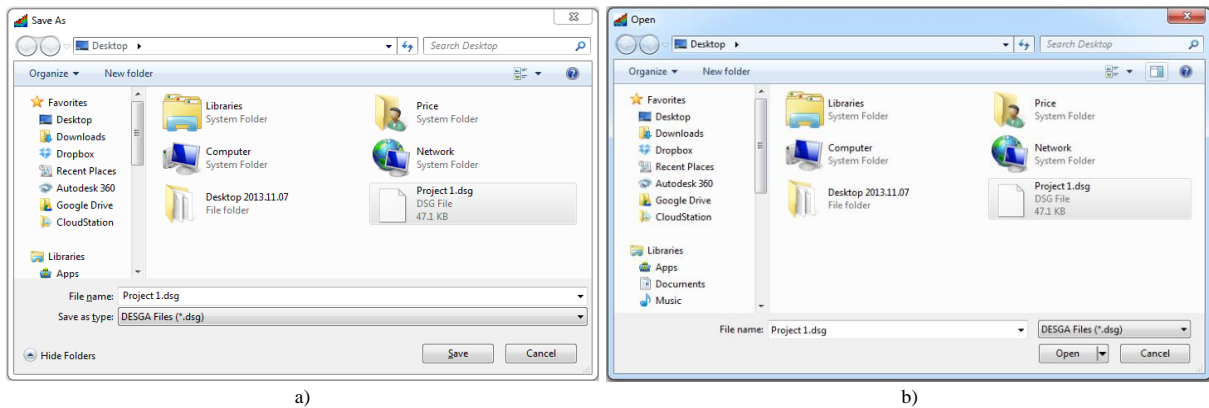 Save As
Desktop
Search Desktop
Organize
New folder
Favorites
Desktop
Downloads
Dropbox
Recent Places
Autodesk 360
Google Drive
CloudStation
Libraries
Apps
Libraries
System Folder
Price
System Folder
Computer
System Folder
Network
System Folder
Desktop 2013.11.07
File folder
Project 1.dsg
DSG File
47.1 KB
File name: Project 1.dsg
Save as type: DESGA Files (*.dsg)
Hide Folders
Save
Cancel
a)
Open
Desktop
Search Desktop
Organize
New folder
Favorites
Desktop
Downloads
Dropbox
Recent Places
Autodesk 360
Google Drive
CloudStation
Libraries
Apps
Documents
Music
Libraries
System Folder
Price
System Folder
Computer
System Folder
Network
System Folder
Desktop 2013.11.07
File folder
Project 1.dsg
DSG File
47.1 KB
File name: Project 1.dsg
DESGA Files (*.dsg)
Open
Cancel
b)